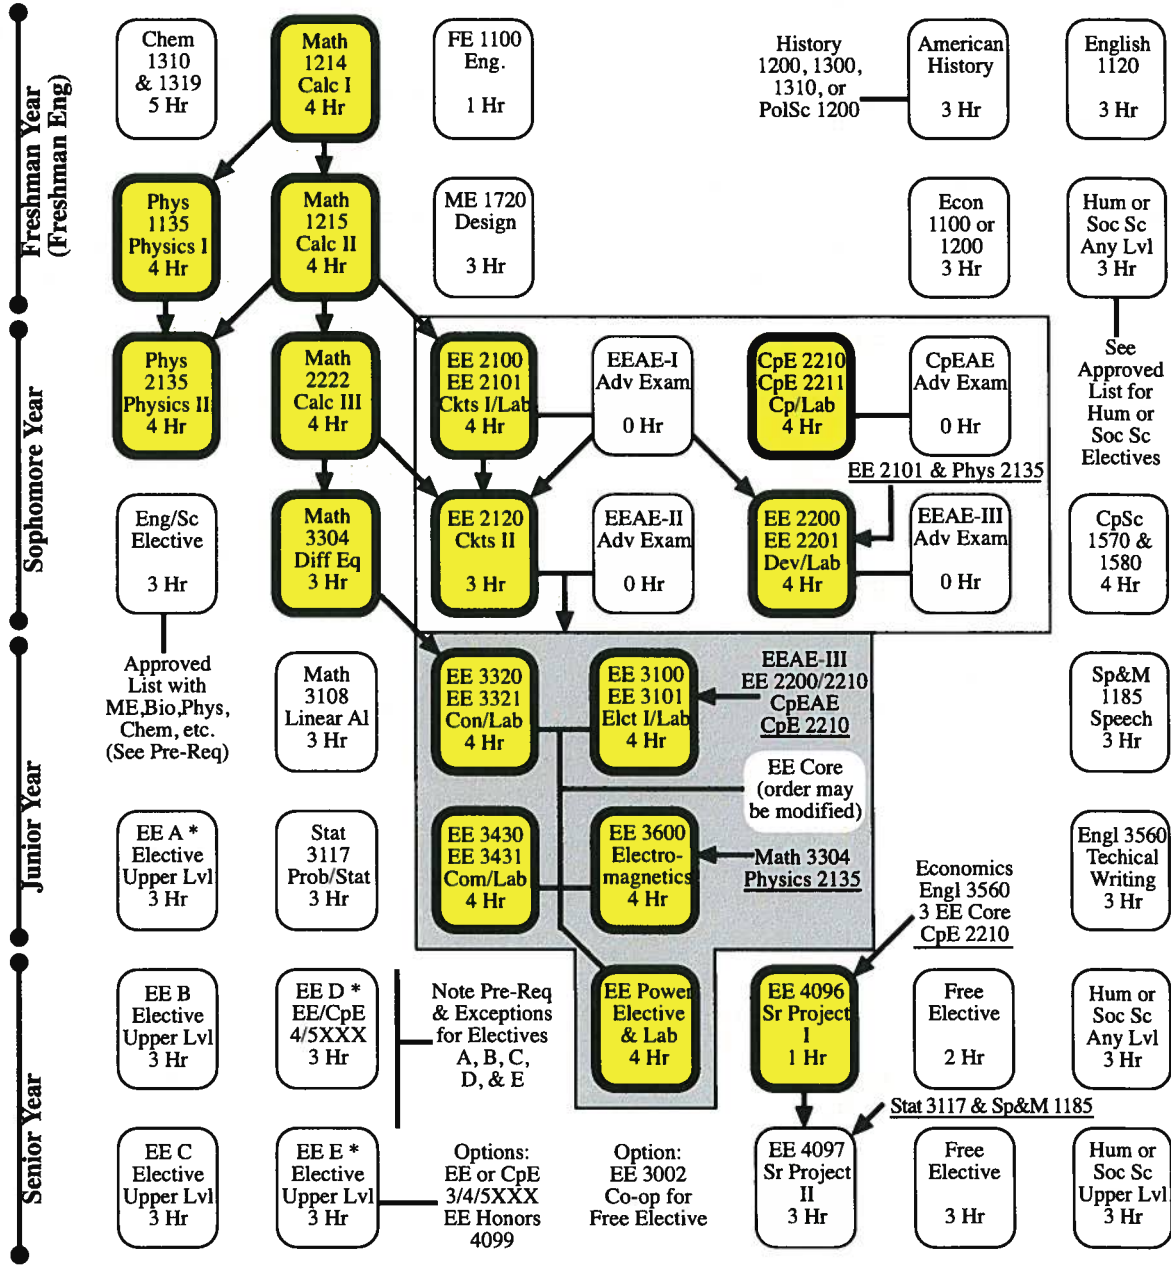 Freshman Year
(Freshman Eng)
Chem
1310
& 1319
5 Hr
Math
1214
Calc I
4 Hr
FE 1100
Eng.
1 Hr
History
1200, 1300,
1310, or
PolSc 1200
American
History
3 Hr
English
1120
3 Hr
Phys
1135
Physics I
4 Hr
Math
1215
Calc II
4 Hr
ME 1720
Design
3 Hr
Econ
1100 or
1200
3 Hr
Hum or
Soc Sc
Any Lvl
3 Hr
Sophomore Year
Phys
2135
Physics II
4 Hr
Math
2222
Calc III
4 Hr
EE 2100
EE 2101
Ckts I/Lab
4 Hr
EEAE-I
Adv Exam
0 Hr
CpE 2210
CpE 2211
Cp/Lab
4 Hr
CpEAE
Adv Exam
0 Hr
See
Approved
List for
Hum or
Soc Sc
Electives
EE 2101 & Phys 2135
Eng/Sc
Elective
3 Hr
Math
3304
Diff Eq
3 Hr
EE 2120
Ckts II
3 Hr
EEAE-II
Adv Exam
0 Hr
EE 2200
EE 2201
Dev/Lab
4 Hr
EEAE-III
Adv Exam
0 Hr
CpSc
1570 &
1580
4 Hr
Junior Year
Approved
List with
ME,Bio,Phys,
Chem, etc.
(See Pre-Req)
Math
3108
Linear Al
3 Hr
EE 3320
EE 3321
Con/Lab
4 Hr
EE 3100
EE 3101
Elct I/Lab
4 Hr
EEAE-III
EE 2200/2210
CpEAE
CpE 2210
Sp&M
1185
Speech
3 Hr
EE Core
(order may
be modified)
EE A *
Elective
Upper Lvl
3 Hr
Stat
3117
Prob/Stat
3 Hr
EE 3430
EE 3431
Com/Lab
4 Hr
EE 3600
Electro-
magnetics
4 Hr
Math 3304
Physics 2135
Economics
Engl 3560
3 EE Core
CpE 2210
Engl 3560
Techical
Writing
3 Hr
Senior Year
EE B
Elective
Upper Lvl
3 Hr
EE D *
EE/CpE
4/5XXX
3 Hr
Note Pre-Req
& Exceptions
for Electives
A, B, C,
D, & E
EE Power
Elective
& Lab
4 Hr
EE 4096
Sr Project
I
1 Hr
Free
Elective
2 Hr
Hum or
Soc Sc
Any Lvl
3 Hr
Stat 3117 & Sp&M 1185
EE C
Elective
Upper Lvl
3 Hr
EE E *
Elective
Upper Lvl
3 Hr
Options:
EE or CpE
3/4/5XXX
EE Honors
4099
Option:
EE 3002
Co-op for
Free Elective
EE 4097
Sr Project
II
3 Hr
Free
Elective
3 Hr
Hum or
Soc Sc
Upper Lvl
3 Hr